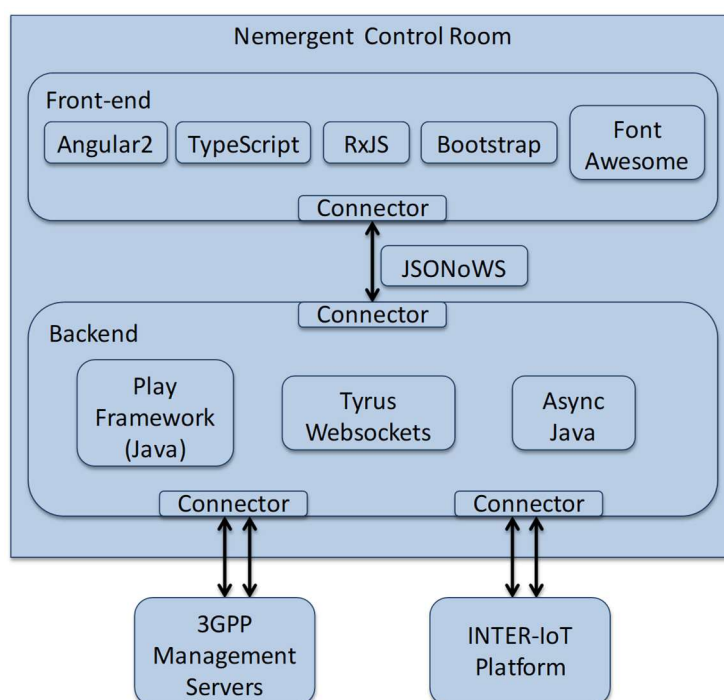 Nemergent Control Room
Front-end
Angular2
TypeScript
RxJS
Bootstrap
Font
Awesome
Connector
JSONoWS
Connector
Backend
Play
Framework
(Java)
Tyrus
Websockets
Async
Java
Connector
Connector
3GPP
Management
Servers
INTER-IoT
Platform